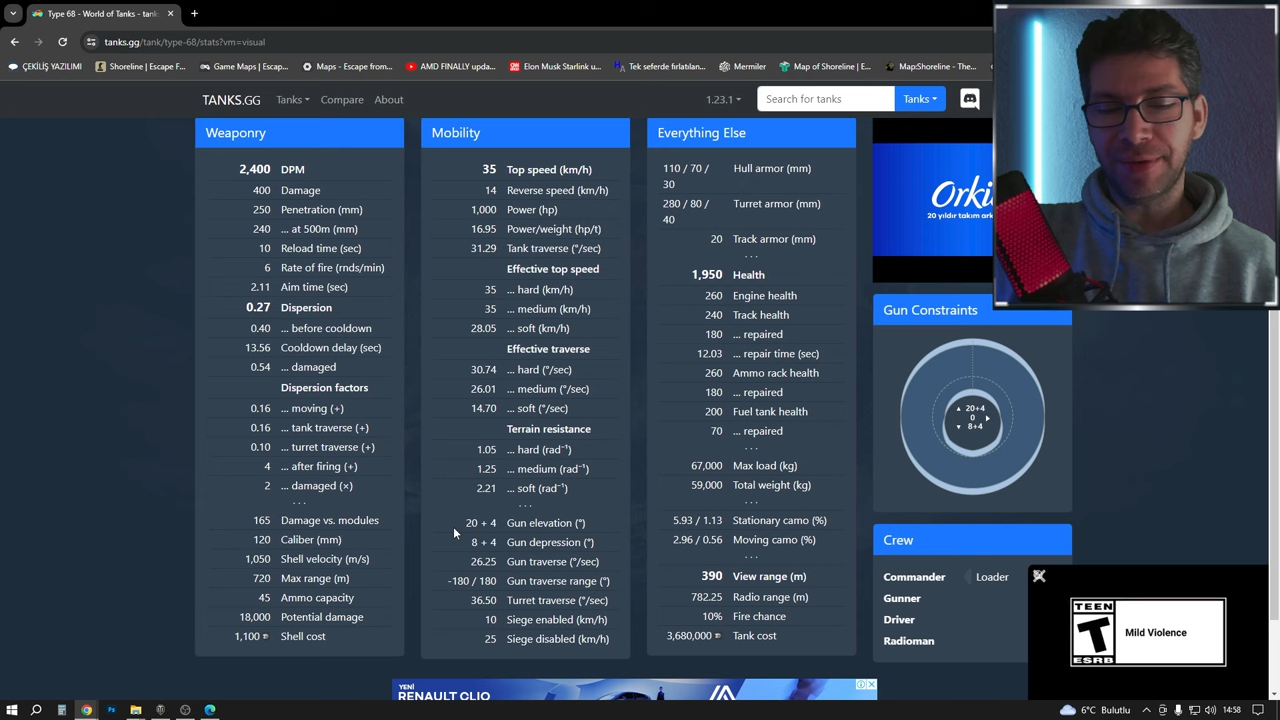 Type 68 - World of Tanks - tanks
tanks.gg/tank/type-68/stats?vm=visual
ÇEKİLİŞ YAZILIMI
Shoreline | Escape F...
Game Maps | Escap...
Maps - Escape from...
AMD FINALLY upda...
Elon Musk Starlink u...
Tek seferde fırlatılan...
Mermiler
Map of Shoreline | E...
Map:Shoreline - The...
TANKS.GG
Tanks
Compare
About
1.23.1
Search for tanks
Tanks
Weaponry
2,400 DPM
400 Damage
250 Penetration (mm)
240 ... at 500m (mm)
10 Reload time (sec)
6 Rate of fire (rnds/min)
2.11 Aim time (sec)
0.27 Dispersion
0.40 ... before cooldown
13.56 Cooldown delay (sec)
0.54 ... damaged
Dispersion factors
0.16 ... moving (+)
0.16 ... tank traverse (+)
0.10 ... turret traverse (+)
4 ... after firing (+)
2 ... damaged (×)
...
165 Damage vs. modules
120 Caliber (mm)
1,050 Shell velocity (m/s)
720 Max range (m)
45 Ammo capacity
18,000 Potential damage
1,100 Shell cost
Mobility
35 Top speed (km/h)
14 Reverse speed (km/h)
1,000 Power (hp)
16.95 Power/weight (hp/t)
31.29 Tank traverse (°/sec)
Effective top speed
35 ... hard (km/h)
35 ... medium (km/h)
28.05 ... soft (km/h)
Effective traverse
30.74 ... hard (°/sec)
26.01 ... medium (°/sec)
14.70 ... soft (°/sec)
Terrain resistance
1.05 ... hard (rad⁻¹)
1.25 ... medium (rad⁻¹)
2.21 ... soft (rad⁻¹)
...
20 + 4 Gun elevation (°)
8 + 4 Gun depression (°)
26.25 Gun traverse (°/sec)
-180 / 180 Gun traverse range (°)
36.50 Turret traverse (°/sec)
10 Siege enabled (km/h)
25 Siege disabled (km/h)
Everything Else
110 / 70 / 30 Hull armor (mm)
280 / 80 / 40 Turret armor (mm)
20 Track armor (mm)
...
1,950 Health
260 Engine health
240 Track health
180 ... repaired
12.03 ... repair time (sec)
260 Ammo rack health
180 ... repaired
200 Fuel tank health
70 ... repaired
...
67,000 Max load (kg)
59,000 Total weight (kg)
...
5.93 / 1.13 Stationary camo (%)
2.96 / 0.56 Moving camo (%)
...
390 View range (m)
782.25 Radio range (m)
10% Fire chance
3,680,000 Tank cost
20 yıldır takım ark
Gun Constraints
20+4
0
8+4
Crew
Commander Loader
Gunner
Driver
Radioman
TEEN
T
ESRB
Mild Violence
YENİ
RENAULT CLIO
6°C Bulutlu
14:58